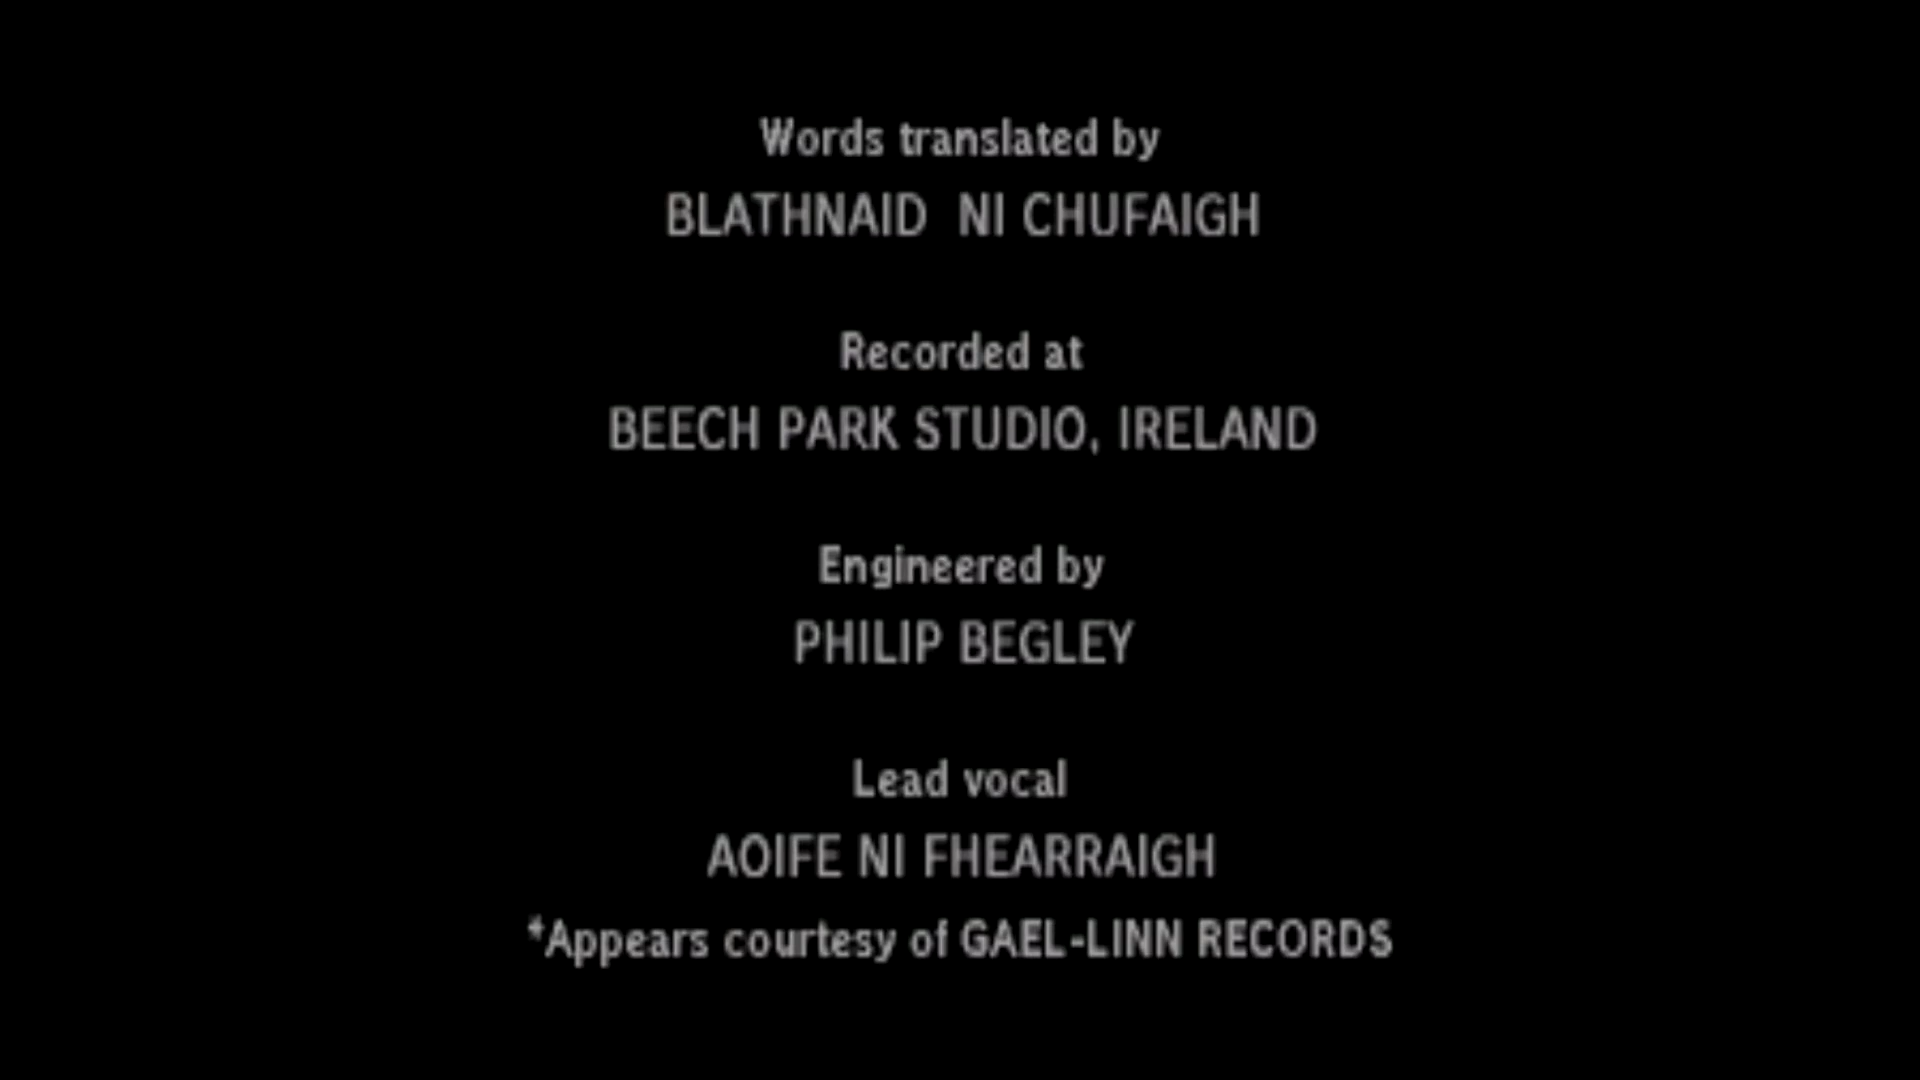 Words translated by
BLATHNAID NI CHUFAIGH
Recorded at
BEECH PARK STUDIO, IRELAND
Engineered by
PHILIP BEGLEY
Lead vocal
AOIFE NI FHEARRAIGH
*Appears courtesy of GAEL-LINN RECORDS